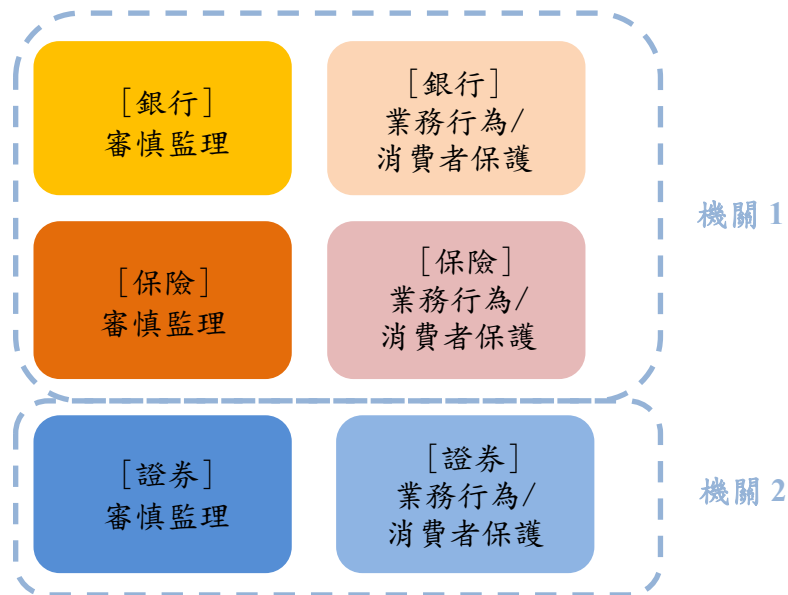 ［銀行］
審慎監理
［銀行］
業務行為/
消費者保護
機關 1
［保險］
審慎監理
［保險］
業務行為/
消費者保護
［證券］
審慎監理
［證券］
業務行為/
消費者保護
機關 2